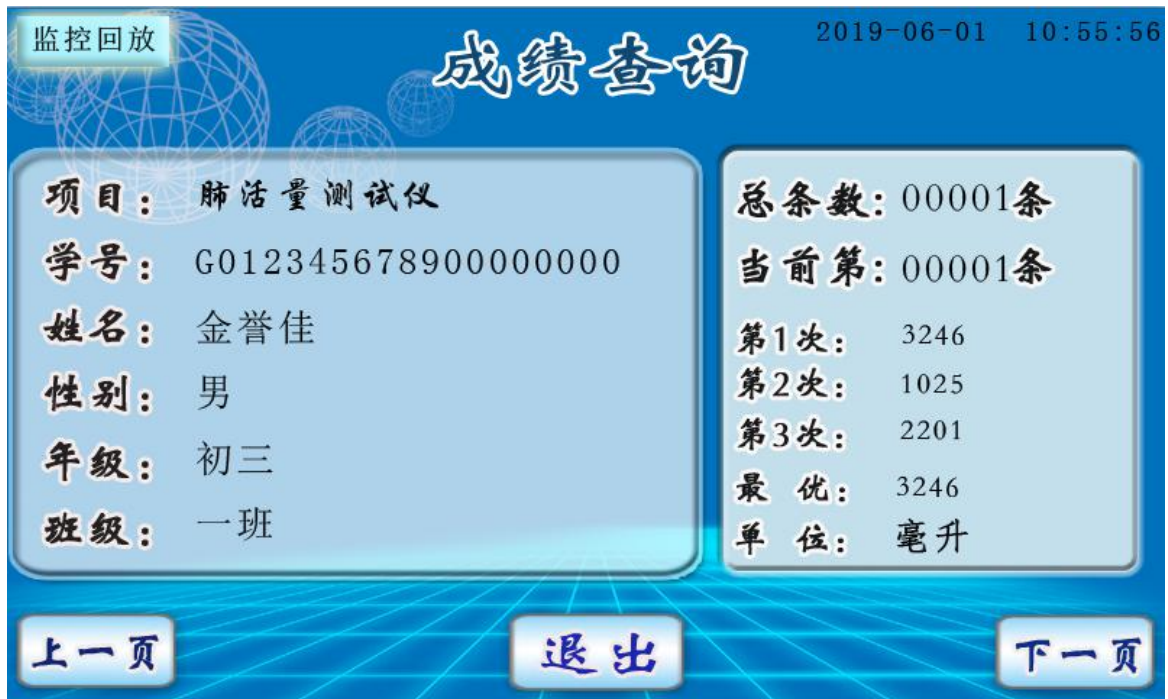 监控回放
成绩查询
2019-06-01 10:55:56
项目： 肺活量测试仪
学号： G012345678900000000
姓名： 金誉佳
性别： 男
年级： 初三
班级： 一班
总条数: 00001条
当前第: 00001条
第1次： 3246
第2次： 1025
第3次： 2201
最 优： 3246
单 位： 毫升
上一页
退出
下一页